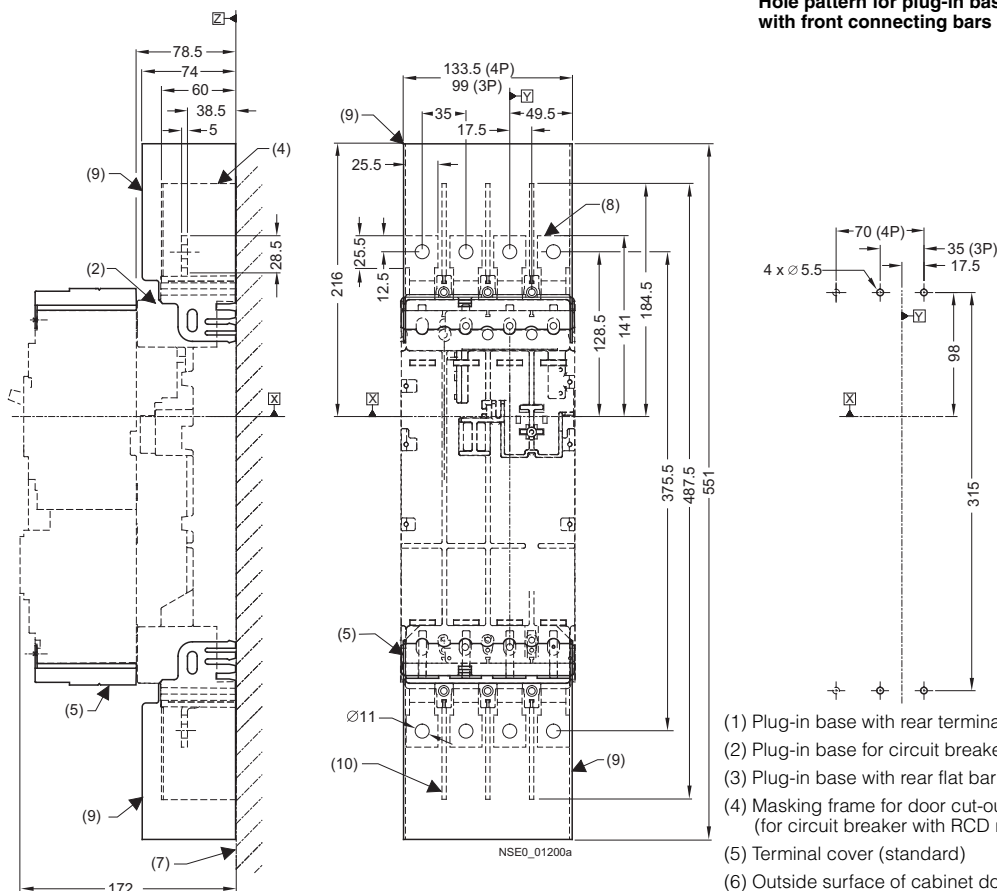 Hole pattern for plug-in bas
with front connecting bars
Z
78.5
74
60
38.5
5
(4)
(9)
28.5
(2)
X
(5)
(9)
(7)
172
133.5 (4P)
99 (3P)
Y
(9)
35
49.5
17.5
25.5
(8)
216
25.5
12.5
128.5
141
184.5
X
375.5
487.5
551
(5)
Ø11
(10)
(9)
NSE0_01200a
70 (4P)
35 (3P)
17.5
4 x Ø 5.5
Y
98
X
315
(1) Plug-in base with rear termina
(2) Plug-in base for circuit breake
(3) Plug-in base with rear flat bar
(4) Masking frame for door cut-ou
(for circuit breaker with RCD
(5) Terminal cover (standard)
(6) Outside surface of cabinet do